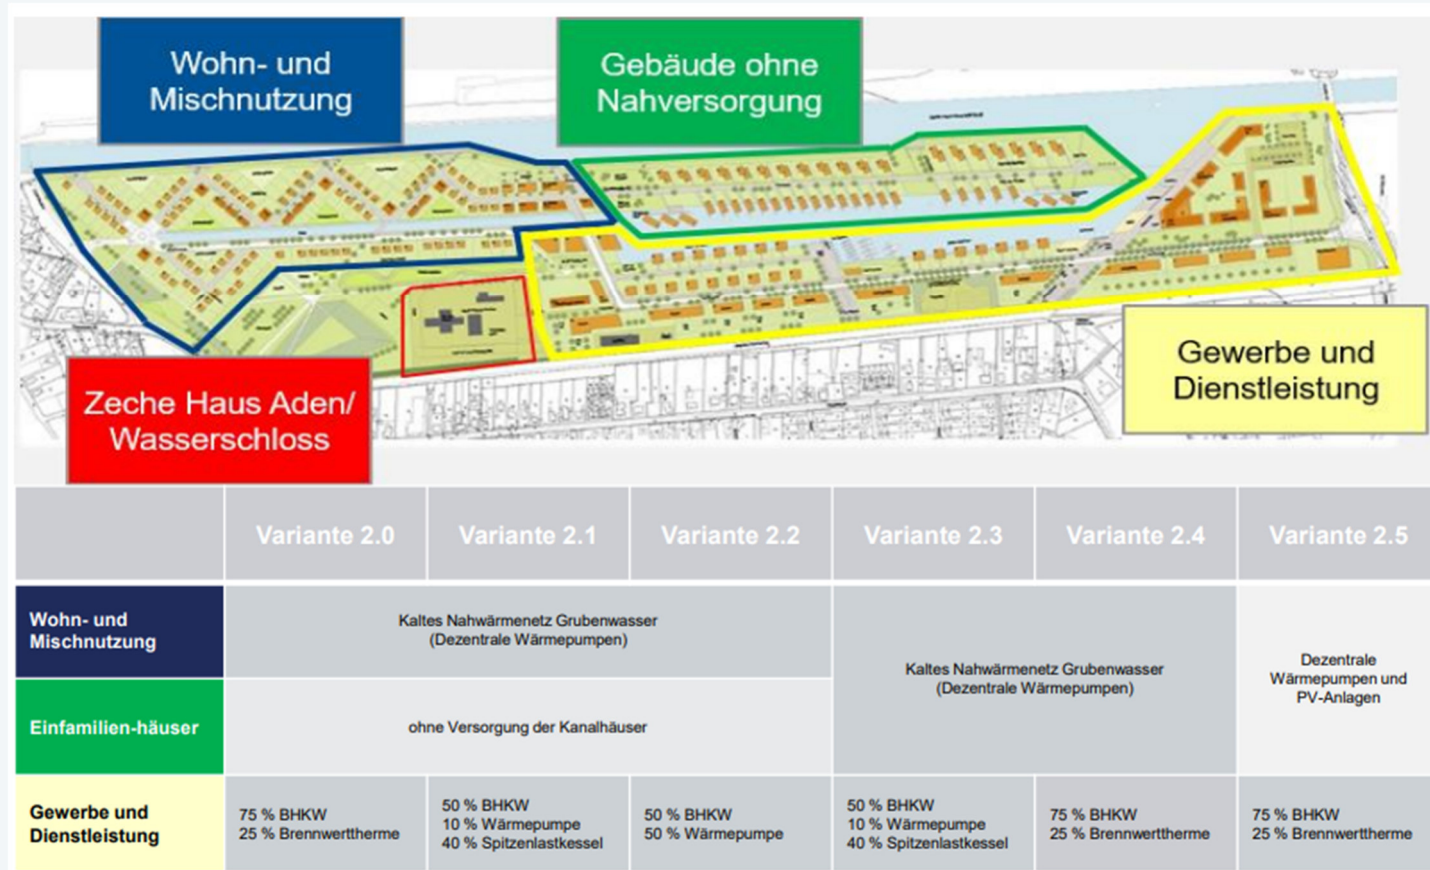 Wohn- und
Mischnutzung
Gebäude ohne
Nahversorgung
Zeche Haus Aden/
Wasserschloss
Gewerbe und
Dienstleistung
Variante 2.0
Variante 2.1
Variante 2.2
Variante 2.3
Variante 2.4
Variante 2.5
Wohn- und
Mischnutzung
Kaltes Nahwärmenetz Grubenwasser
(Dezentrale Wärmepumpen)
Kaltes Nahwärmenetz Grubenwasser
(Dezentrale Wärmepumpen)
Dezentrale
Wärmepumpen und
PV-Anlagen
Einfamilien-häuser
ohne Versorgung der Kanalhäuser
Gewerbe und
Dienstleistung
75 % BHKW
25 % Brennwerttherme
50 % BHKW
10 % Wärmepumpe
40 % Spitzenlastkessel
50 % BHKW
50 % Wärmepumpe
50 % BHKW
10 % Wärmepumpe
40 % Spitzenlastkessel
75 % BHKW
25 % Brennwerttherme
75 % BHKW
25 % Brennwerttherme